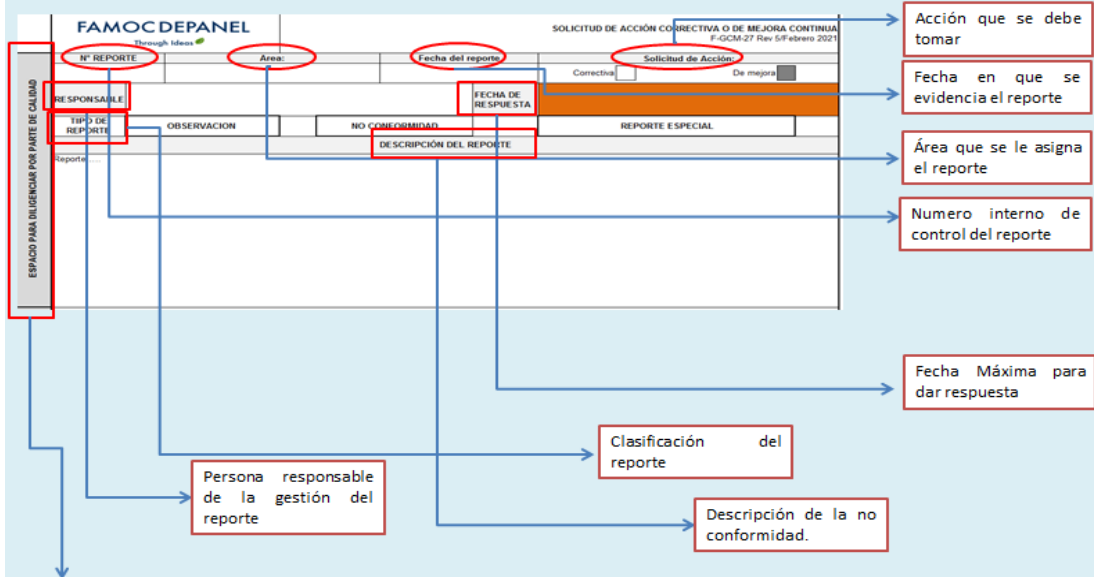 FAMOCDEPANEL
Through Ideas
SOLICITUD DE ACCIÓN CORRECTIVA O DE MEJORA CONTINUA
F-GCM-27 Rev 5/Febrero 2021
N° REPORTE
Área:
Fecha del reporte
Solicitud de Acción:
Correctiva
De mejora
RESPONSABLE
FECHA DE
RESPUESTA
TIPO DE
REPORTE
OBSERVACION
NO CONFORMIDAD
REPORTE ESPECIAL
DESCRIPCIÓN DEL REPORTE
Reporte.....
ESPACIO PARA DILIGENCIAR POR PARTE DE CALIDAD
Acción que se debe
tomar
Fecha en que se
evidencia el reporte
Área que se le asigna
el reporte
Numero interno de
control del reporte
Fecha Máxima para
dar respuesta
Clasificación del
reporte
Persona responsable
de la gestión del
reporte
Descripción de la no
conformidad.